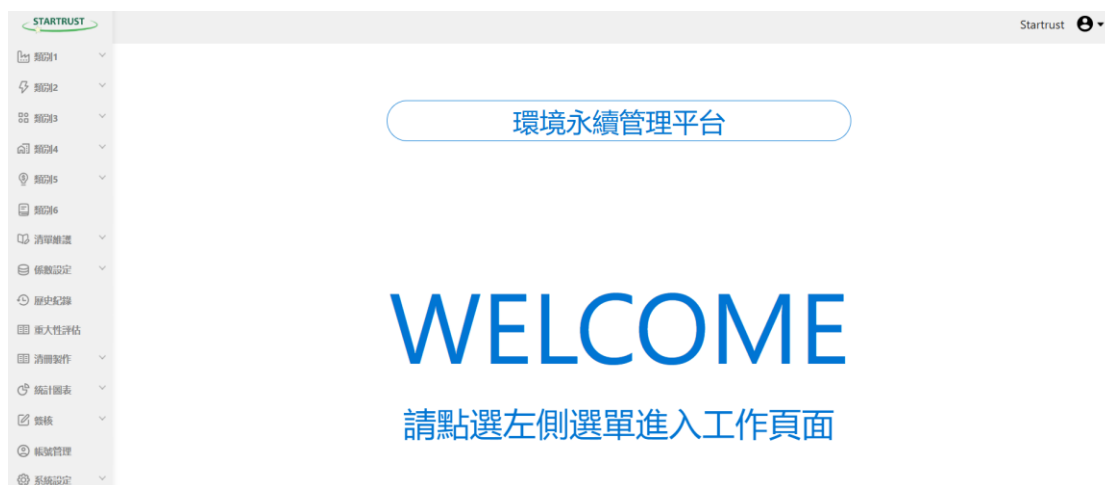 STARTRUST
Startrust
類別1
類別2
類別3
類別4
類別5
類別6
清單維護
係數設定
歷史紀錄
重大性評估
清冊製作
統計圖表
簽核
帳號管理
系統設定
環境永續管理平台
WELCOME
請點選左側選單進入工作頁面